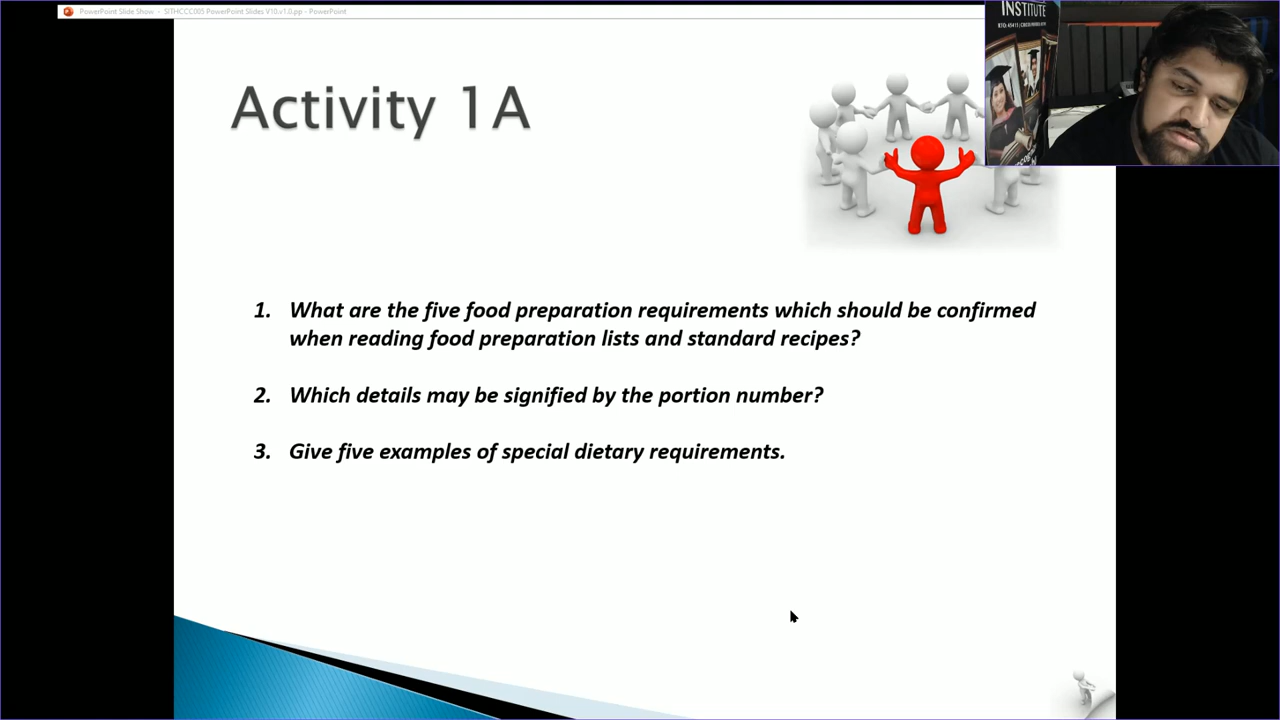 PowerPoint Slide Show - SITHCCC005 PowerPoint Slides V10.v1.0.pp - PowerPoint
INSTITUTE
Activity 1A
1. What are the five food preparation requirements which should be confirmed
when reading food preparation lists and standard recipes?
2. Which details may be signified by the portion number?
3. Give five examples of special dietary requirements.